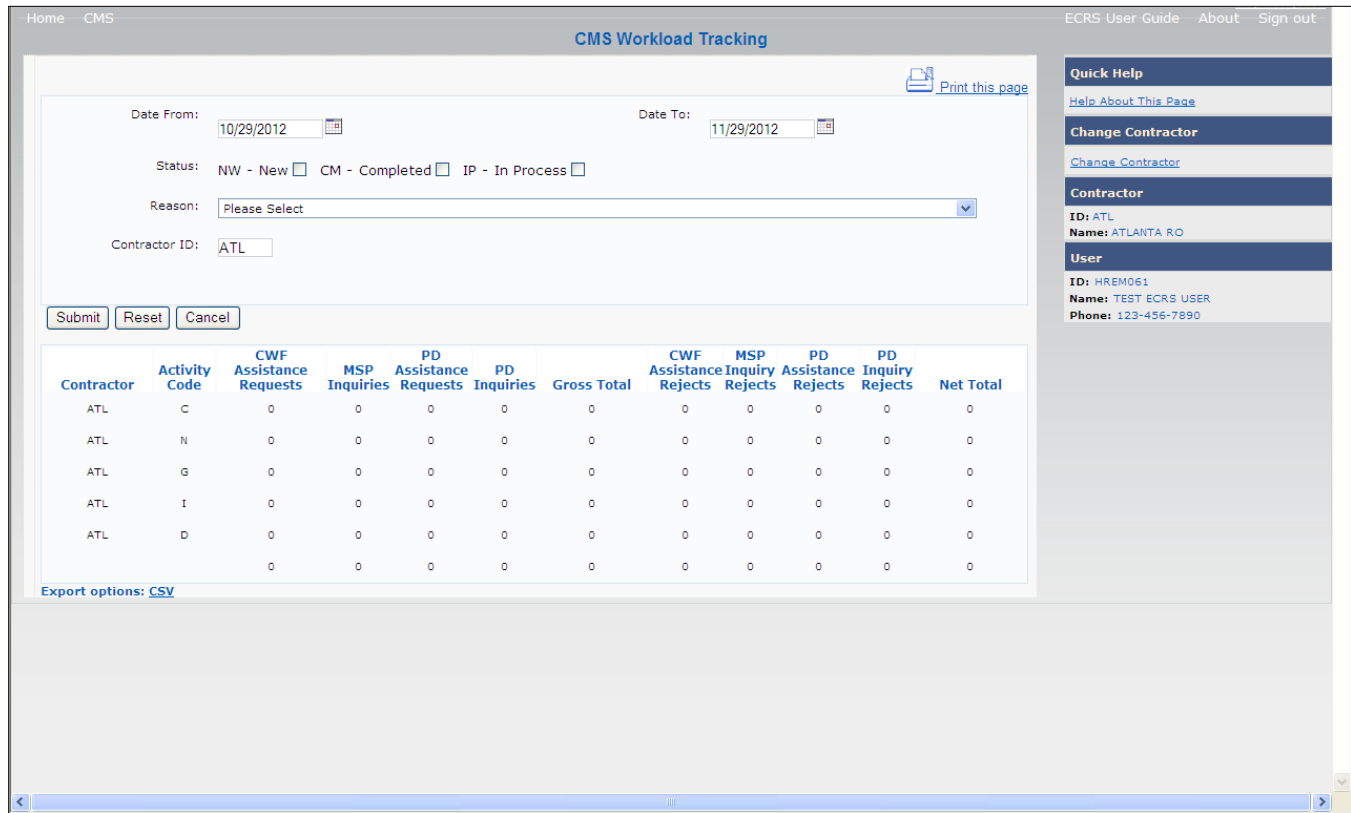 Home CMS ECRS User Guide About Sign out
CMS Workload Tracking
Print this page
Date From: 10/29/2012 Date To: 11/29/2012
Status: NW - New CM - Completed IP - In Process
Reason: Please Select
Contractor ID: ATL
Submit Reset Cancel
Contractor Activity Code CWF Assistance Requests MSP Inquiries PD Assistance Requests PD Inquiries Gross Total CWF Assistance Rejects MSP Inquiry Rejects PD Assistance Rejects PD Inquiry Rejects Net Total
ATL C 0 0 0 0 0 0 0 0 0 0
ATL N 0 0 0 0 0 0 0 0 0 0
ATL G 0 0 0 0 0 0 0 0 0 0
ATL I 0 0 0 0 0 0 0 0 0 0
ATL D 0 0 0 0 0 0 0 0 0 0
0 0 0 0 0 0 0 0 0 0
Export options: CSV
Quick Help
Help About This Page
Change Contractor
Change Contractor
Contractor
ID: ATL
Name: ATLANTA RO
User
ID: HREM061
Name: TEST ECRS USER
Phone: 123-456-7890